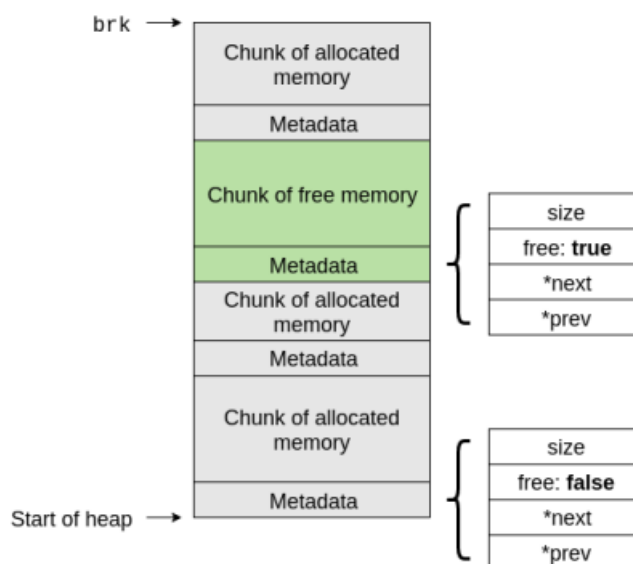 brk
Chunk of allocated
memory
Metadata
Chunk of free memory
Metadata
Chunk of allocated
memory
Metadata
Chunk of allocated
memory
Metadata
Start of heap
size
free: true
*next
*prev
size
free: false
*next
*prev